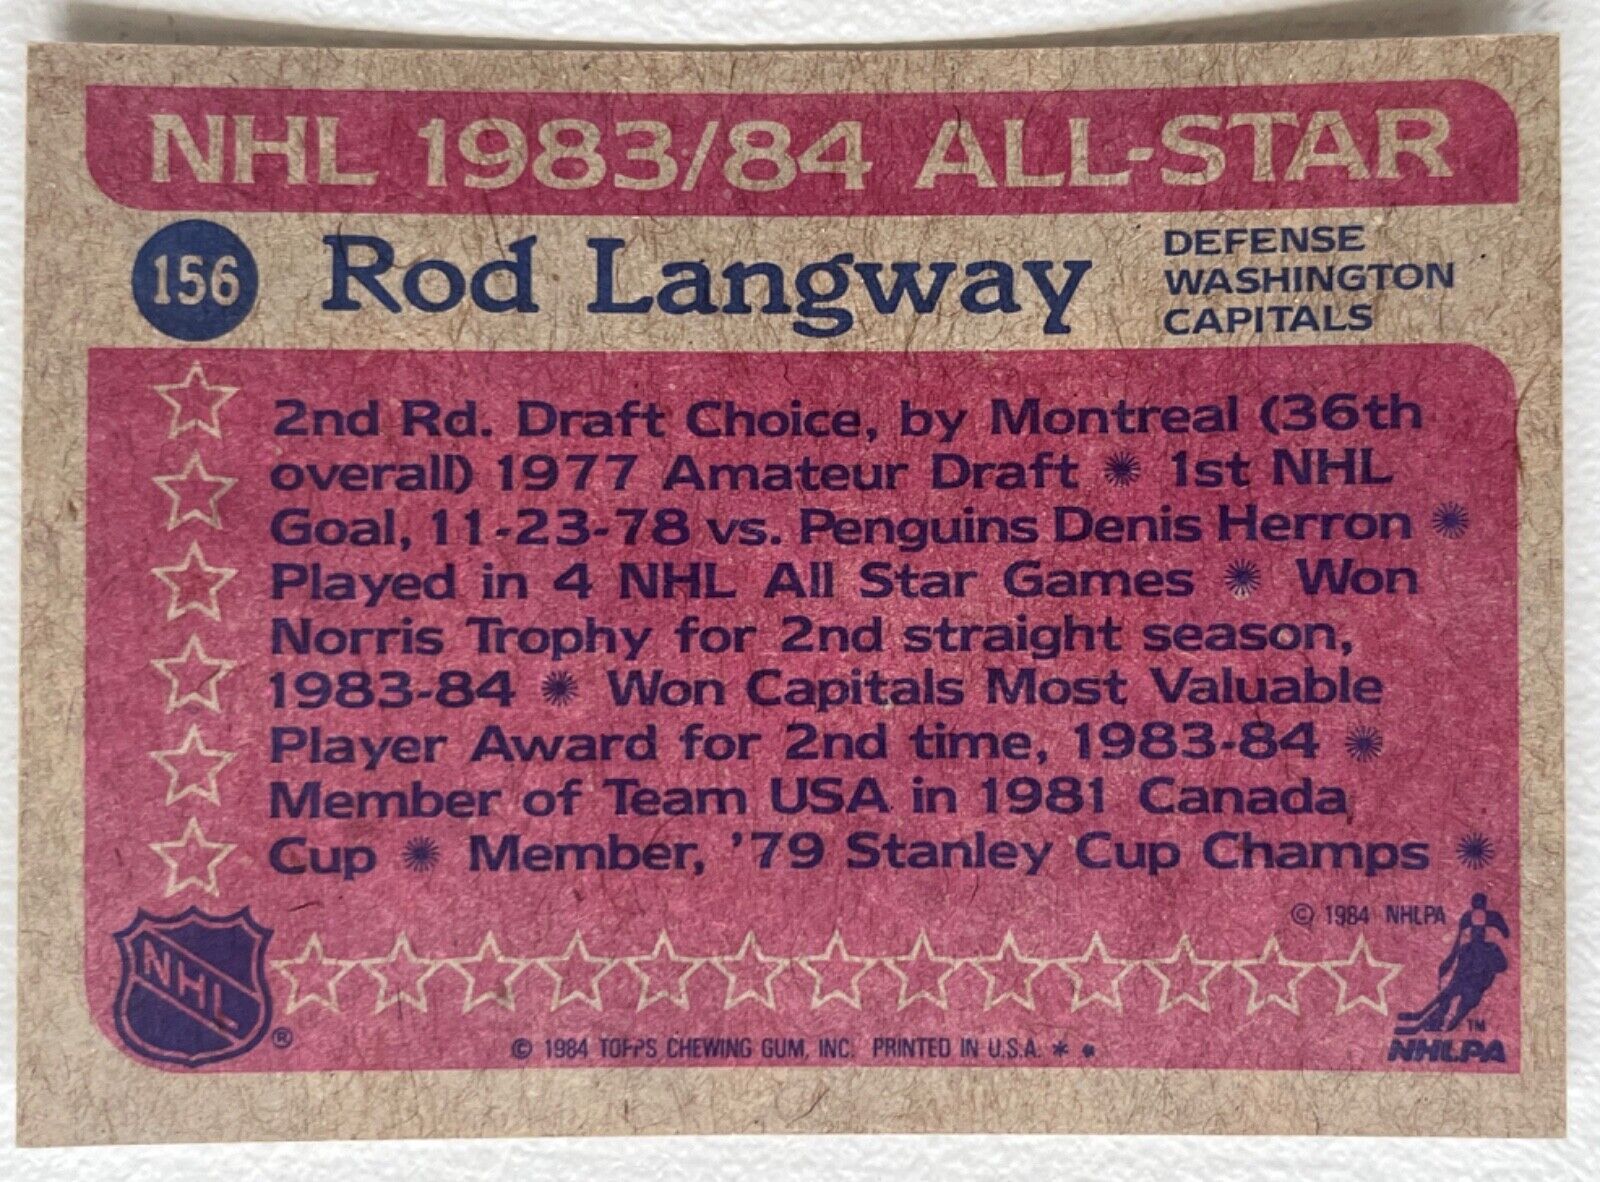 NHL 1983/84 ALL-STAR
156 Rod Langway
DEFENSE
WASHINGTON
CAPITALS
2nd Rd. Draft Choice, by Montreal (36th
overall) 1977 Amateur Draft ✺ 1st NHL
Goal, 11-23-78 vs. Penguins Denis Herron ✺
Played in 4 NHL All Star Games ✺ Won
Norris Trophy for 2nd straight season,
1983-84 ✺ Won Capitals Most Valuable
Player Award for 2nd time, 1983-84 ✺
Member of Team USA in 1981 Canada
Cup ✺ Member, '79 Stanley Cup Champs ✺
© 1984 NHLPA
NHL ®
© 1984 TOPPS CHEWING GUM, INC. PRINTED IN U.S.A. * *
TM
NHLPA